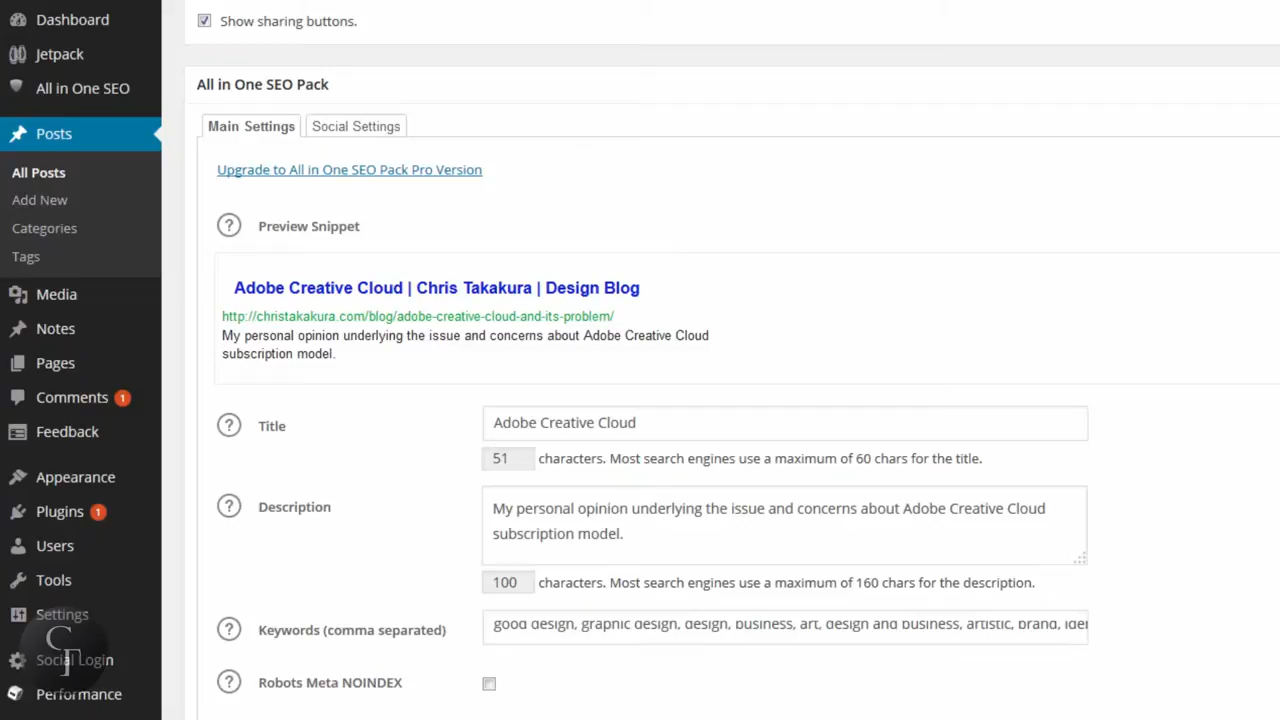 Dashboard
Jetpack
All in One SEO
Posts
All Posts
Add New
Categories
Tags
Media
Notes
Pages
Comments 1
Feedback
Appearance
Plugins 1
Users
Tools
Settings
Social Login
Performance
CF
Show sharing buttons.
All in One SEO Pack
Main Settings
Social Settings
Upgrade to All in One SEO Pack Pro Version
? Preview Snippet
Adobe Creative Cloud | Chris Takakura | Design Blog
http://christakakura.com/blog/adobe-creative-cloud-and-its-problem/
My personal opinion underlying the issue and concerns about Adobe Creative Cloud
subscription model.
? Title
Adobe Creative Cloud
51 characters. Most search engines use a maximum of 60 chars for the title.
? Description
My personal opinion underlying the issue and concerns about Adobe Creative Cloud
subscription model.
100 characters. Most search engines use a maximum of 160 chars for the description.
? Keywords (comma separated)
good design, graphic design, design, business, art, design and business, artistic, brand,
? Robots Meta NOINDEX